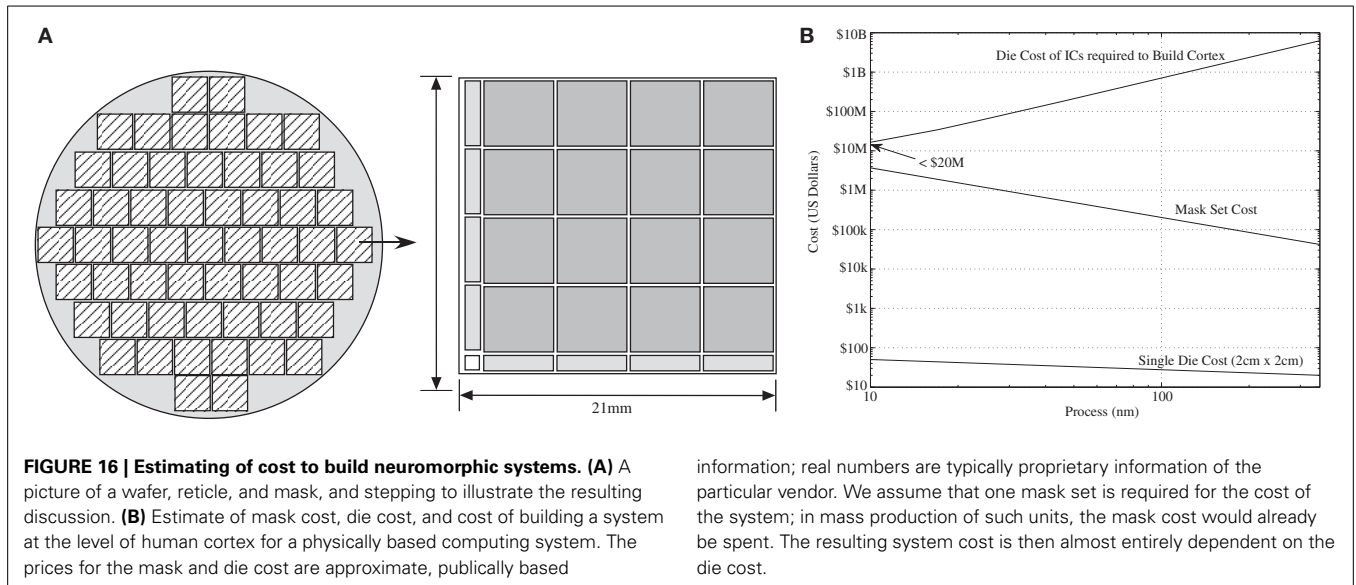 A
21mm
B
$10B
$1B
$100M
$10M
$1M
$100k
$10k
$1k
$100
$10
Cost (US Dollars)
Die Cost of ICs required to Build Cortex
< $20M
Mask Set Cost
Single Die Cost (2cm x 2cm)
10
100
Process (nm)
FIGURE 16 | Estimating of cost to build neuromorphic systems. (A) A
picture of a wafer, reticle, and mask, and stepping to illustrate the resulting
discussion. (B) Estimate of mask cost, die cost, and cost of building a system
at the level of human cortex for a physically based computing system. The
prices for the mask and die cost are approximate, publically based
information; real numbers are typically proprietary information of the
particular vendor. We assume that one mask set is required for the cost of
the system; in mass production of such units, the mask cost would already
be spent. The resulting system cost is then almost entirely dependent on the
die cost.